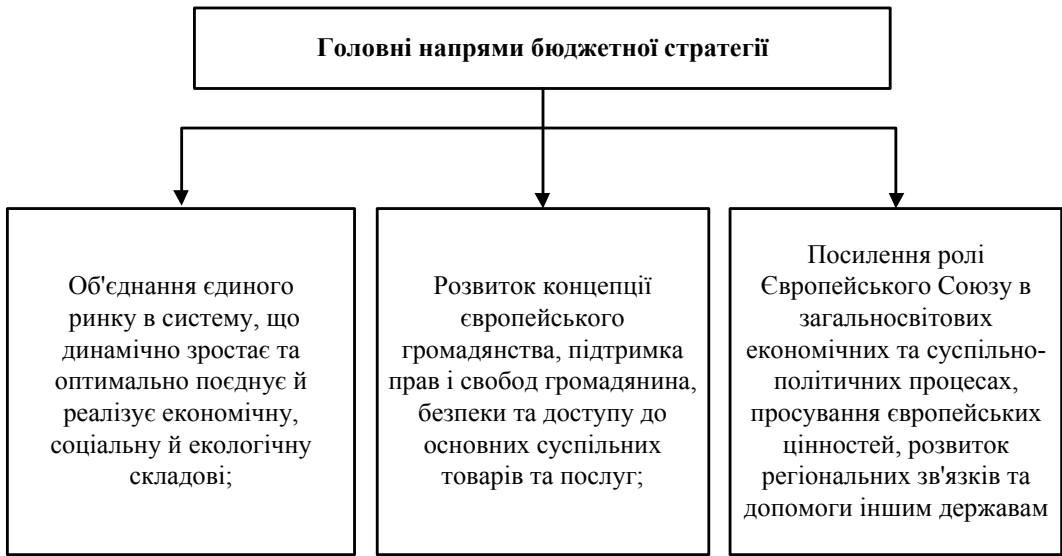 Головні напрями бюджетної стратегії
Об'єднання єдиного
ринку в систему, що
динамічно зростає та
оптимально поєднує й
реалізує економічну,
соціальну й екологічну
складові;
Розвиток концепції
європейського
громадянства, підтримка
прав і свобод громадянина,
безпеки та доступу до
основних суспільних
товарів та послуг;
Посилення ролі
Європейського Союзу в
загальносвітових
економічних та суспільно-
політичних процесах,
просування європейських
цінностей, розвиток
регіональних зв'язків та
допомоги іншим державам